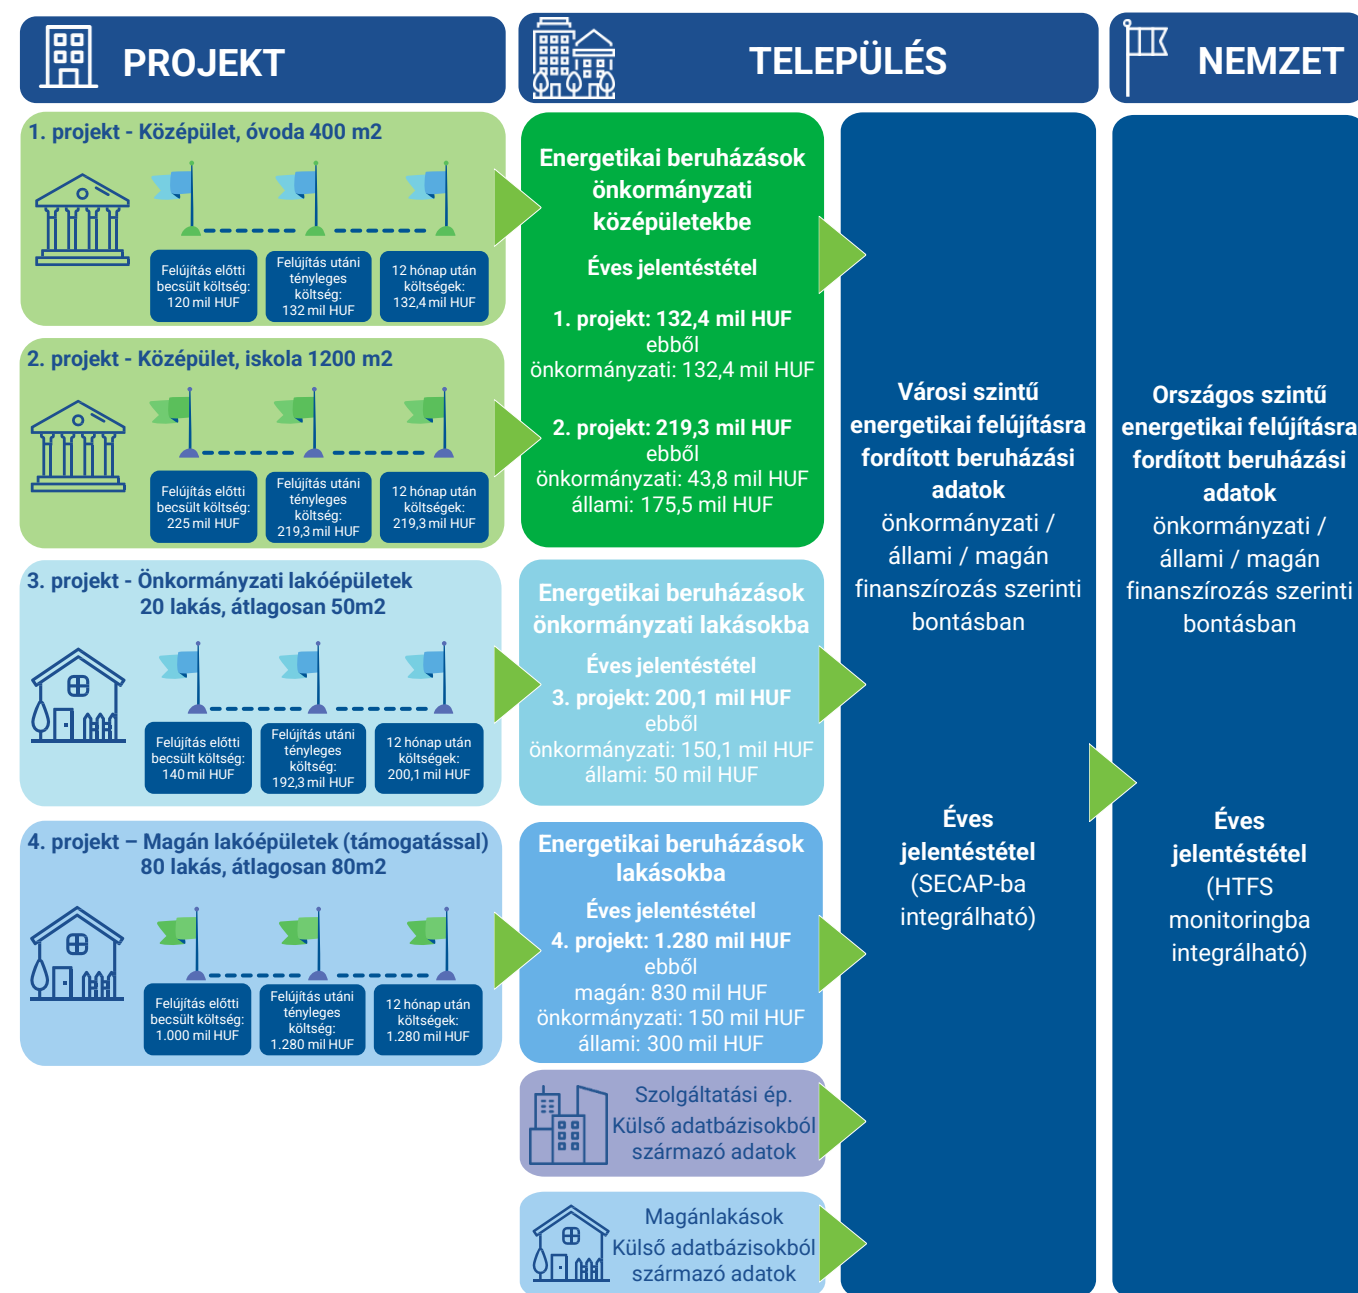 PROJEKT
TELEPÜLÉS
NEMZET
1. projekt - Középület, óvoda 400 m2
Felújítás előtti
becsült költség:
120 mil HUF
Felújítás utáni
tényleges
költség:
132 mil HUF
12 hónap után
költségek:
132,4 mil HUF
2. projekt - Középület, iskola 1200 m2
Felújítás előtti
becsült költség:
225 mil HUF
Felújítás utáni
tényleges
költség:
219,3 mil HUF
12 hónap után
költségek:
219,3 mil HUF
3. projekt - Önkormányzati lakóépületek
20 lakás, átlagosan 50m2
Felújítás előtti
becsült költség:
140 mil HUF
Felújítás utáni
tényleges
költség:
192,3 mil HUF
12 hónap után
költségek:
200,1 mil HUF
4. projekt – Magán lakóépületek (támogatással)
80 lakás, átlagosan 80m2
Felújítás előtti
becsült költség:
1.000 mil HUF
Felújítás utáni
tényleges
költség:
1.280 mil HUF
12 hónap után
költségek:
1.280 mil HUF
Energetikai beruházások
önkormányzati
középületekbe
Éves jelentéstétel
1. projekt: 132,4 mil HUF
ebből
önkormányzati: 132,4 mil HUF
2. projekt: 219,3 mil HUF
ebből
önkormányzati: 43,8 mil HUF
állami: 175,5 mil HUF
Energetikai beruházások
önkormányzati lakásokba
Éves jelentéstétel
3. projekt: 200,1 mil HUF
ebből
önkormányzati: 150,1 mil HUF
állami: 50 mil HUF
Energetikai beruházások
lakásokba
Éves jelentéstétel
4. projekt: 1.280 mil HUF
ebből
magán: 830 mil HUF
önkormányzati: 150 mil HUF
állami: 300 mil HUF
Szolgáltatási ép.
Külső adatbázisokból
származó adatok
Magánlakások
Külső adatbázisokból
származó adatok
Városi szintű
energetikai felújításra
fordított beruházási
adatok
önkormányzati /
állami / magán
finanszírozás szerinti
bontásban
Éves
jelentéstétel
(SECAP-ba
integrálható)
Országos szintű
energetikai felújításra
fordított beruházási
adatok
önkormányzati /
állami / magán
finanszírozás szerinti
bontásban
Éves
jelentéstétel
(HTFS
monitoringba
integrálható)